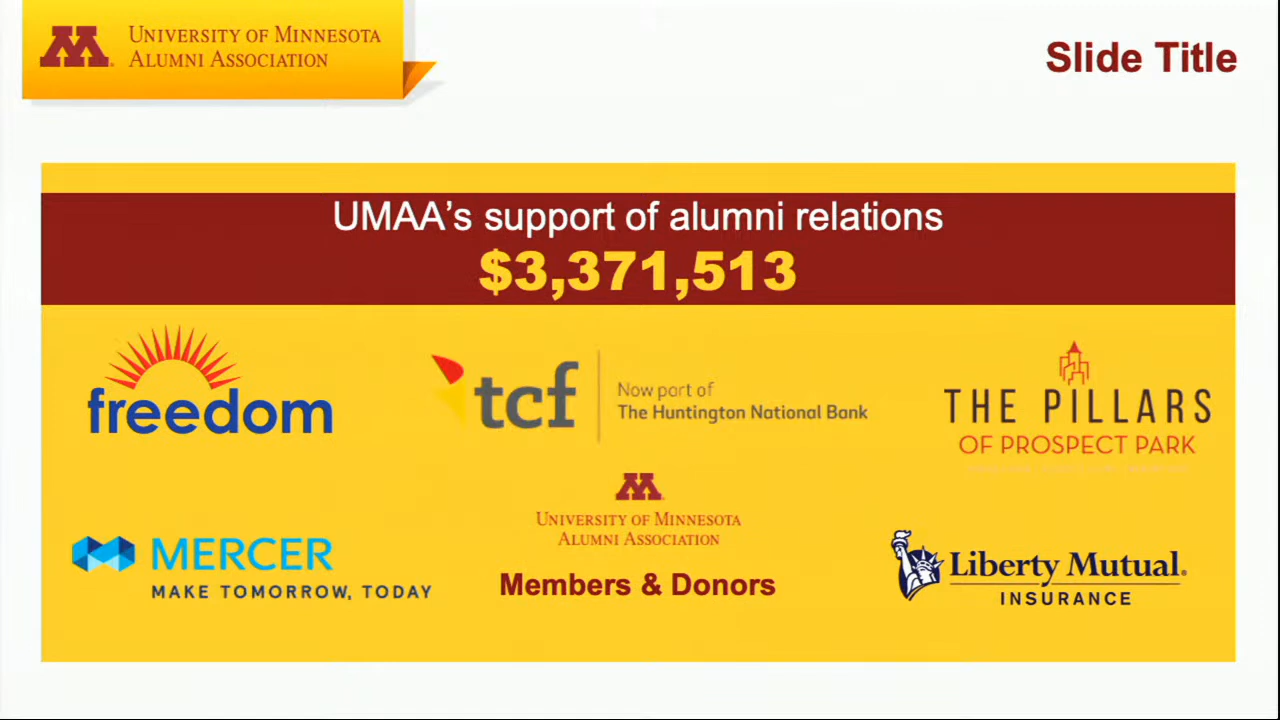 UNIVERSITY OF MINNESOTA
ALUMNI ASSOCIATION
Slide Title
UMAA's support of alumni relations
$3,371,513
freedom
tcf
Now part of
The Huntington National Bank
THE PILLARS
OF PROSPECT PARK
MERCER
MAKE TOMORROW, TODAY
M
UNIVERSITY OF MINNESOTA
ALUMNI ASSOCIATION
Members & Donors
Liberty Mutual®
INSURANCE